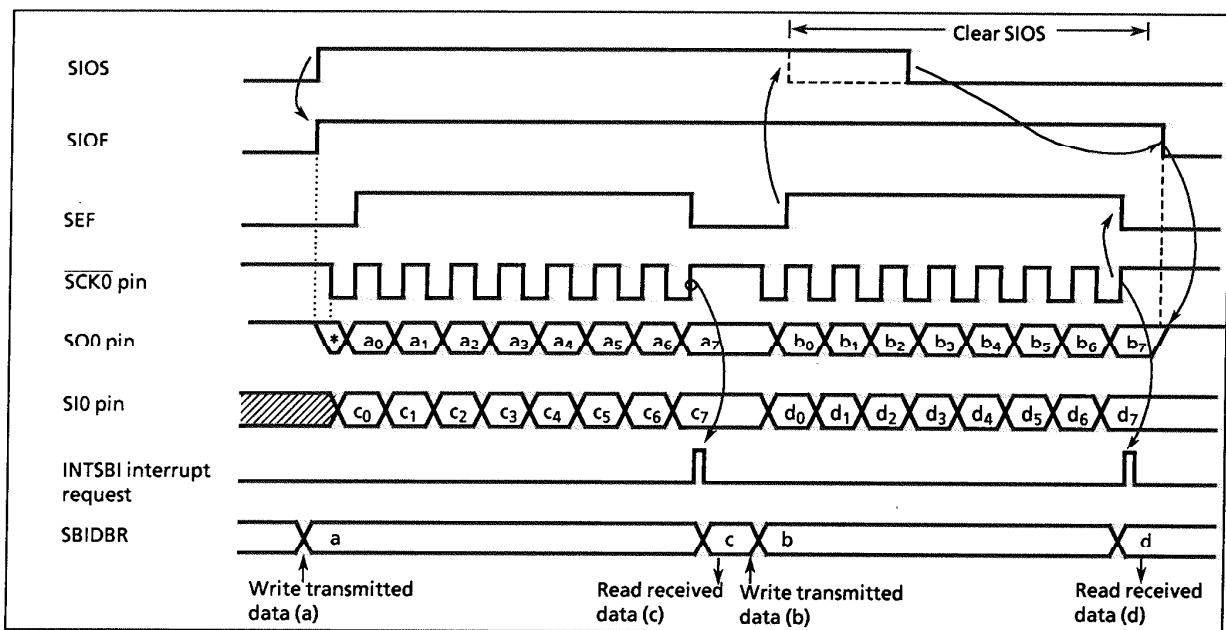 Clear SIOS
SIOS
SIOF
SEF
SCK0 pin
SO0 pin
* a0 a1 a2 a3 a4 a5 a6 a7 b0 b1 b2 b3 b4 b5 b6 b7
SI0 pin
c0 c1 c2 c3 c4 c5 c6 c7 d0 d1 d2 d3 d4 d5 d6 d7
INTSBI interrupt
request
SBIDBR
a c b d
Write transmitted
data (a)
Read received
data (c)
Write transmitted
data (b)
Read received
data (d)